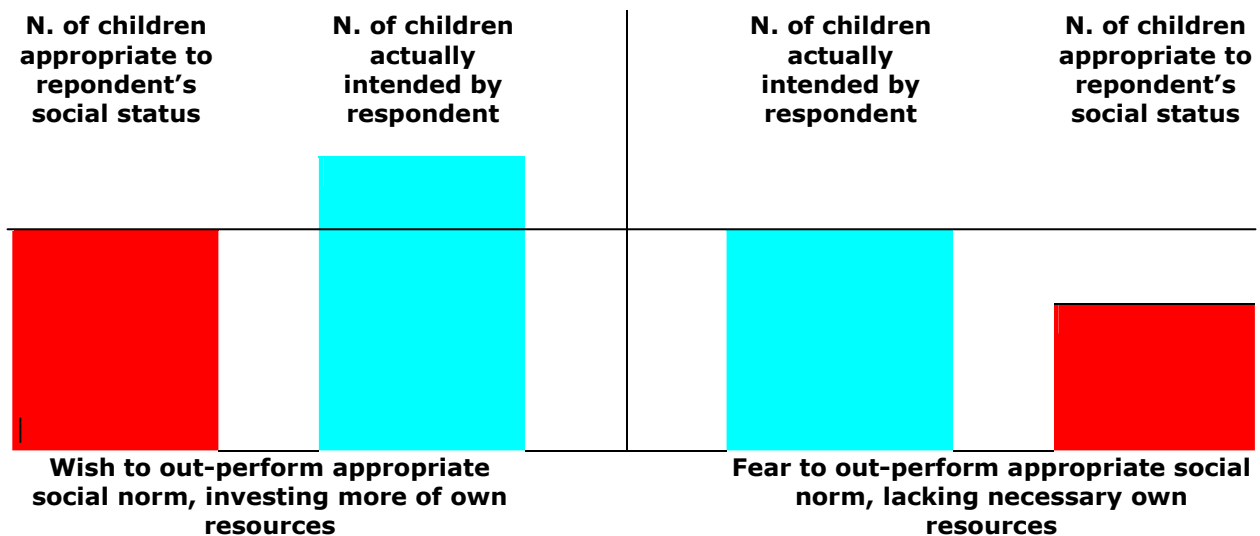 N. of children
appropriate to
repondent's
social status
N. of children
actually
intended by
respondent
N. of children
actually
intended by
respondent
N. of children
appropriate to
repondent's
social status
Wish to out-perform appropriate
social norm, investing more of own
resources
Fear to out-perform appropriate social
norm, lacking necessary own
resources